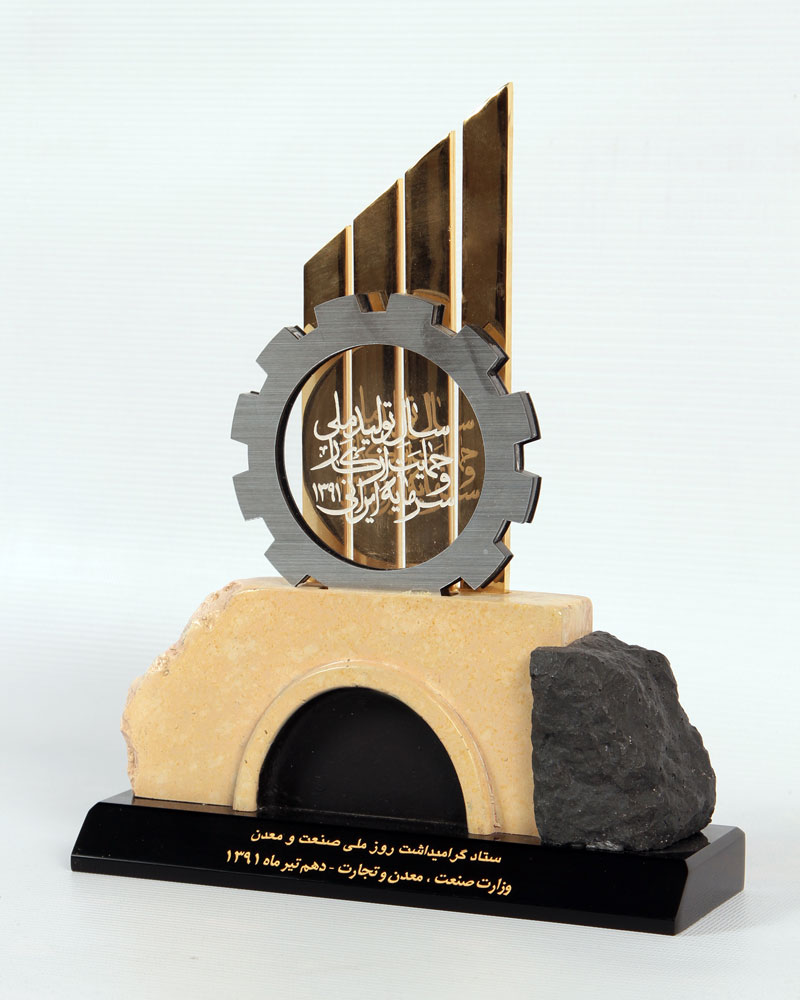 سال تولید ملی
حمایت از کار
و سرمایه ایرانی ۱۳۹۱
ستاد گرامیداشت روز ملی صنعت و معدن
وزارت صنعت ، معدن و تجارت - دهم تیر ماه ۱۳۹۱